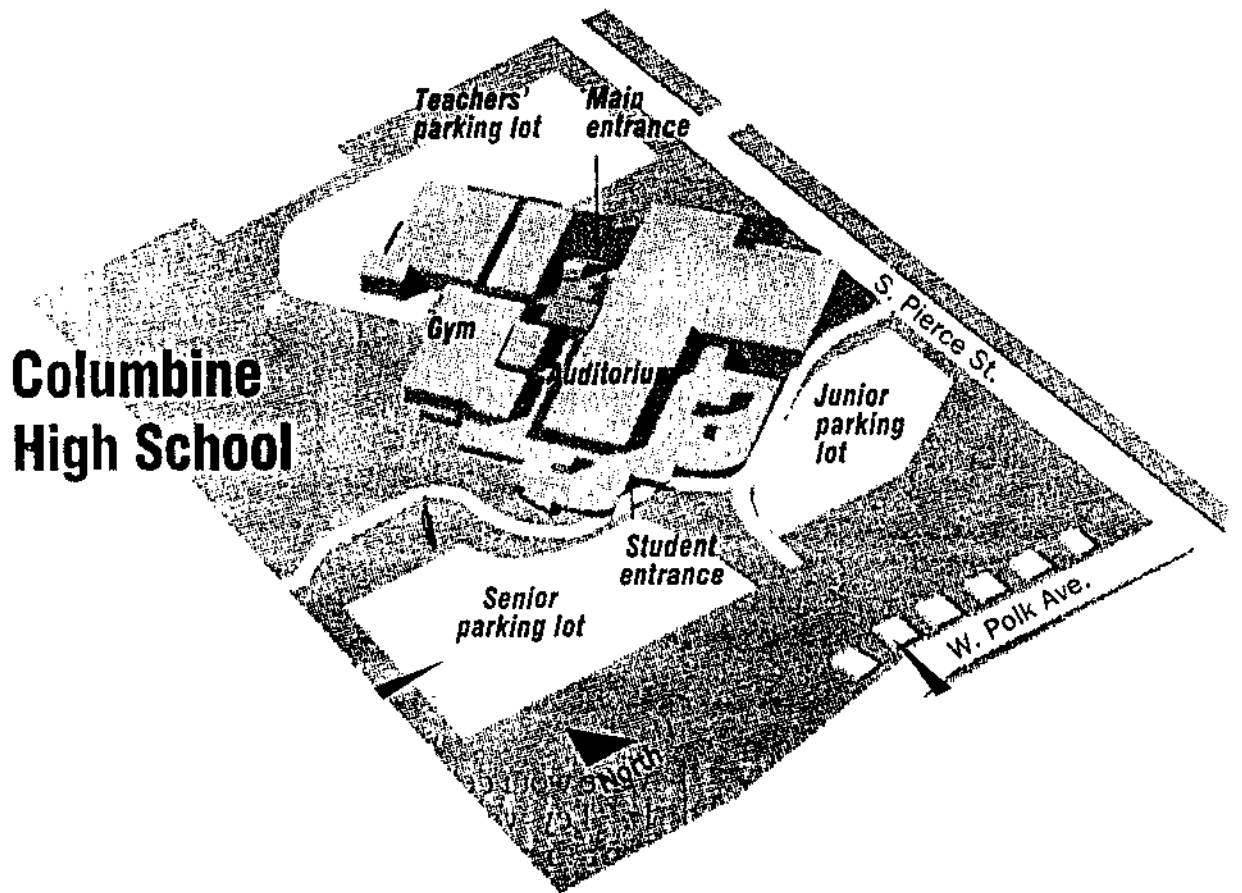 Teachers'
parking lot
Main
entrance
S. Pierce St.
Gym
Auditorium
Columbine
High School
Junior
parking
lot
Student
entrance
Senior
parking lot
W. Polk Ave.
North